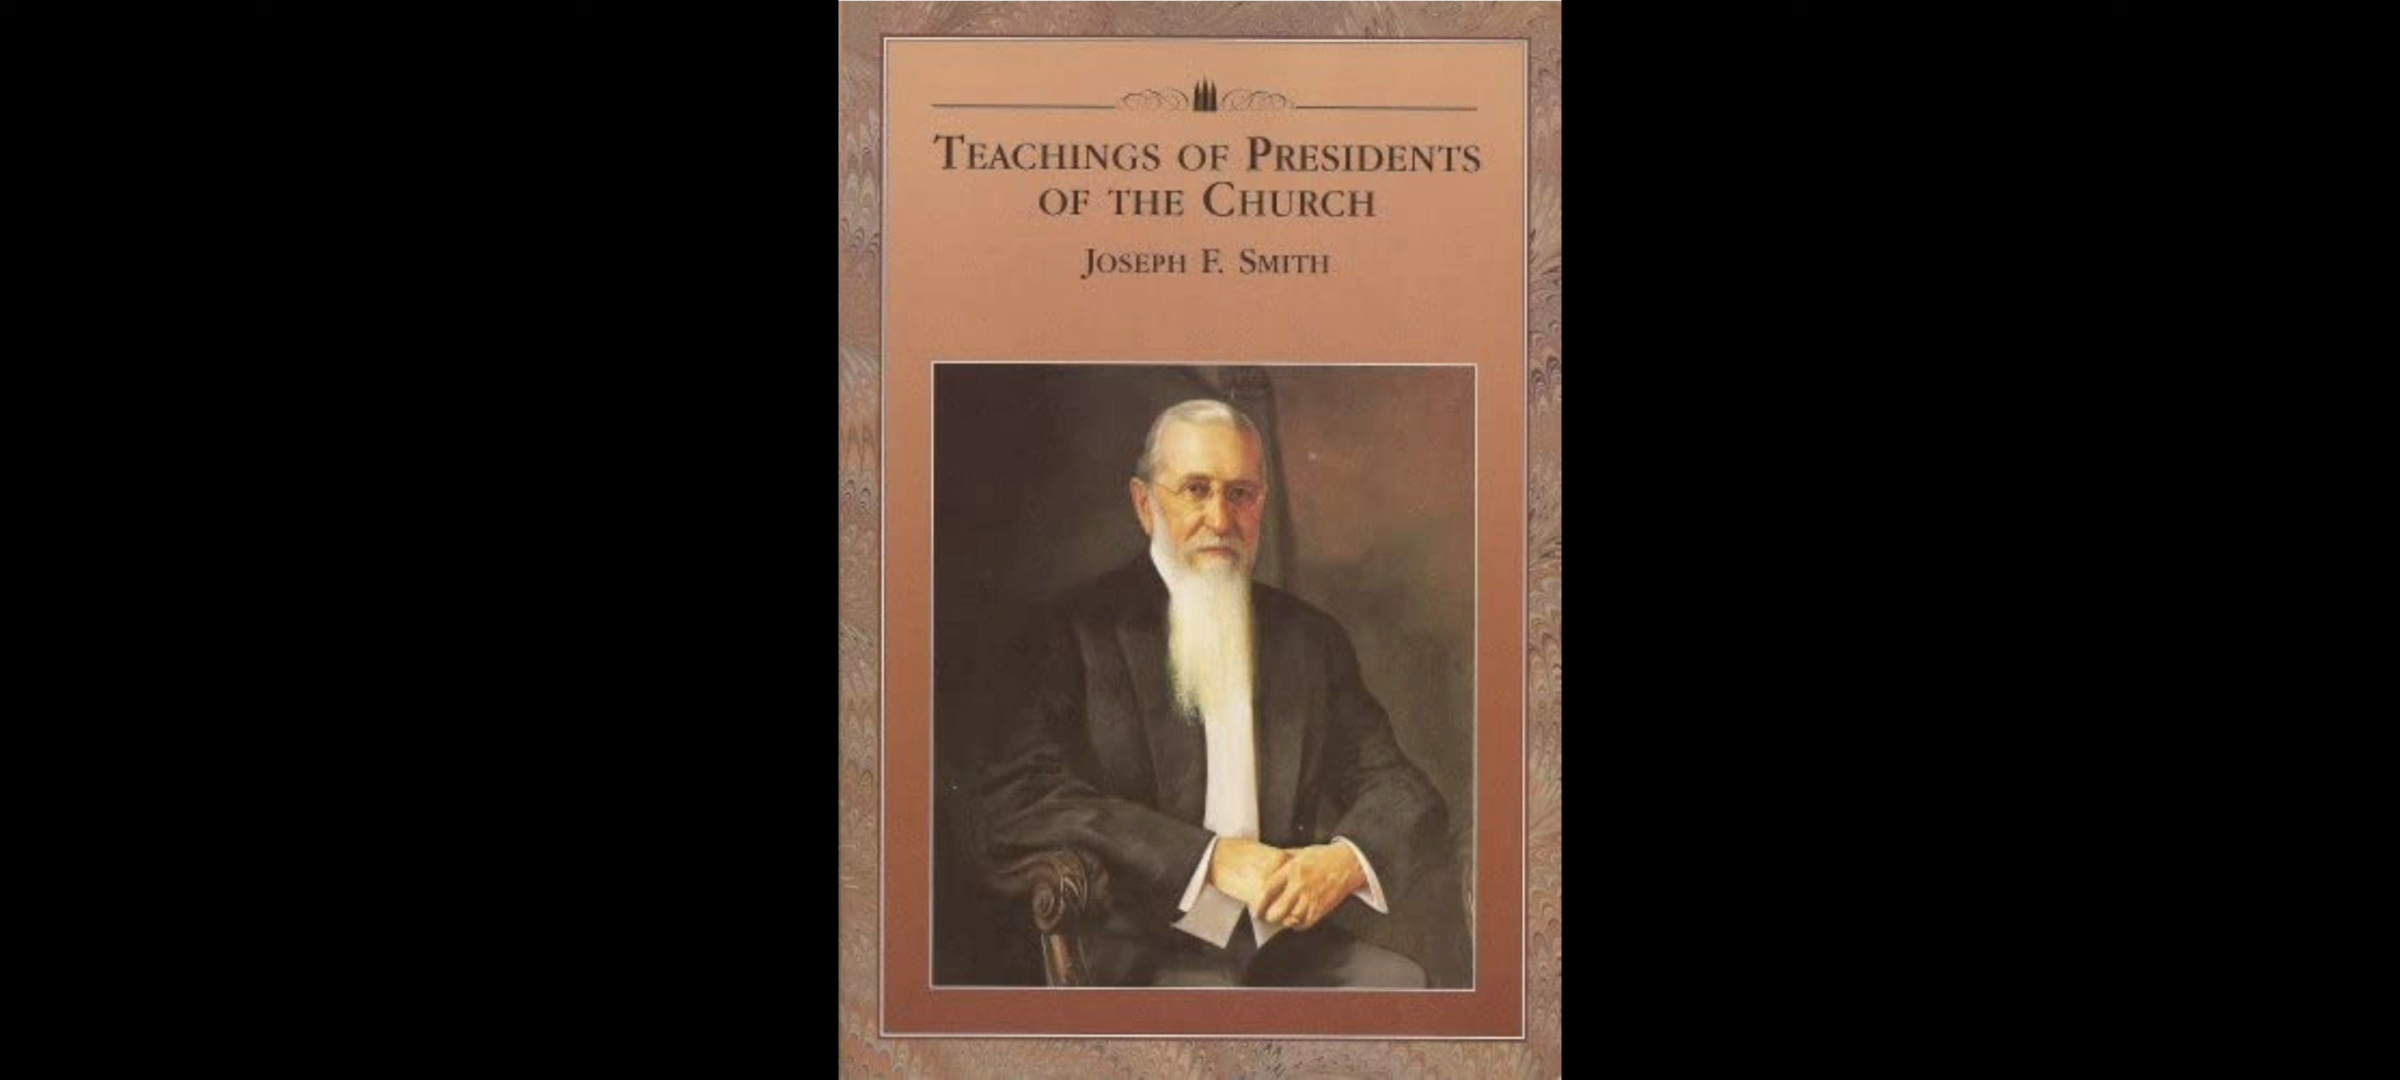 TEACHINGS OF PRESIDENTS
OF THE CHURCH
JOSEPH F. SMITH